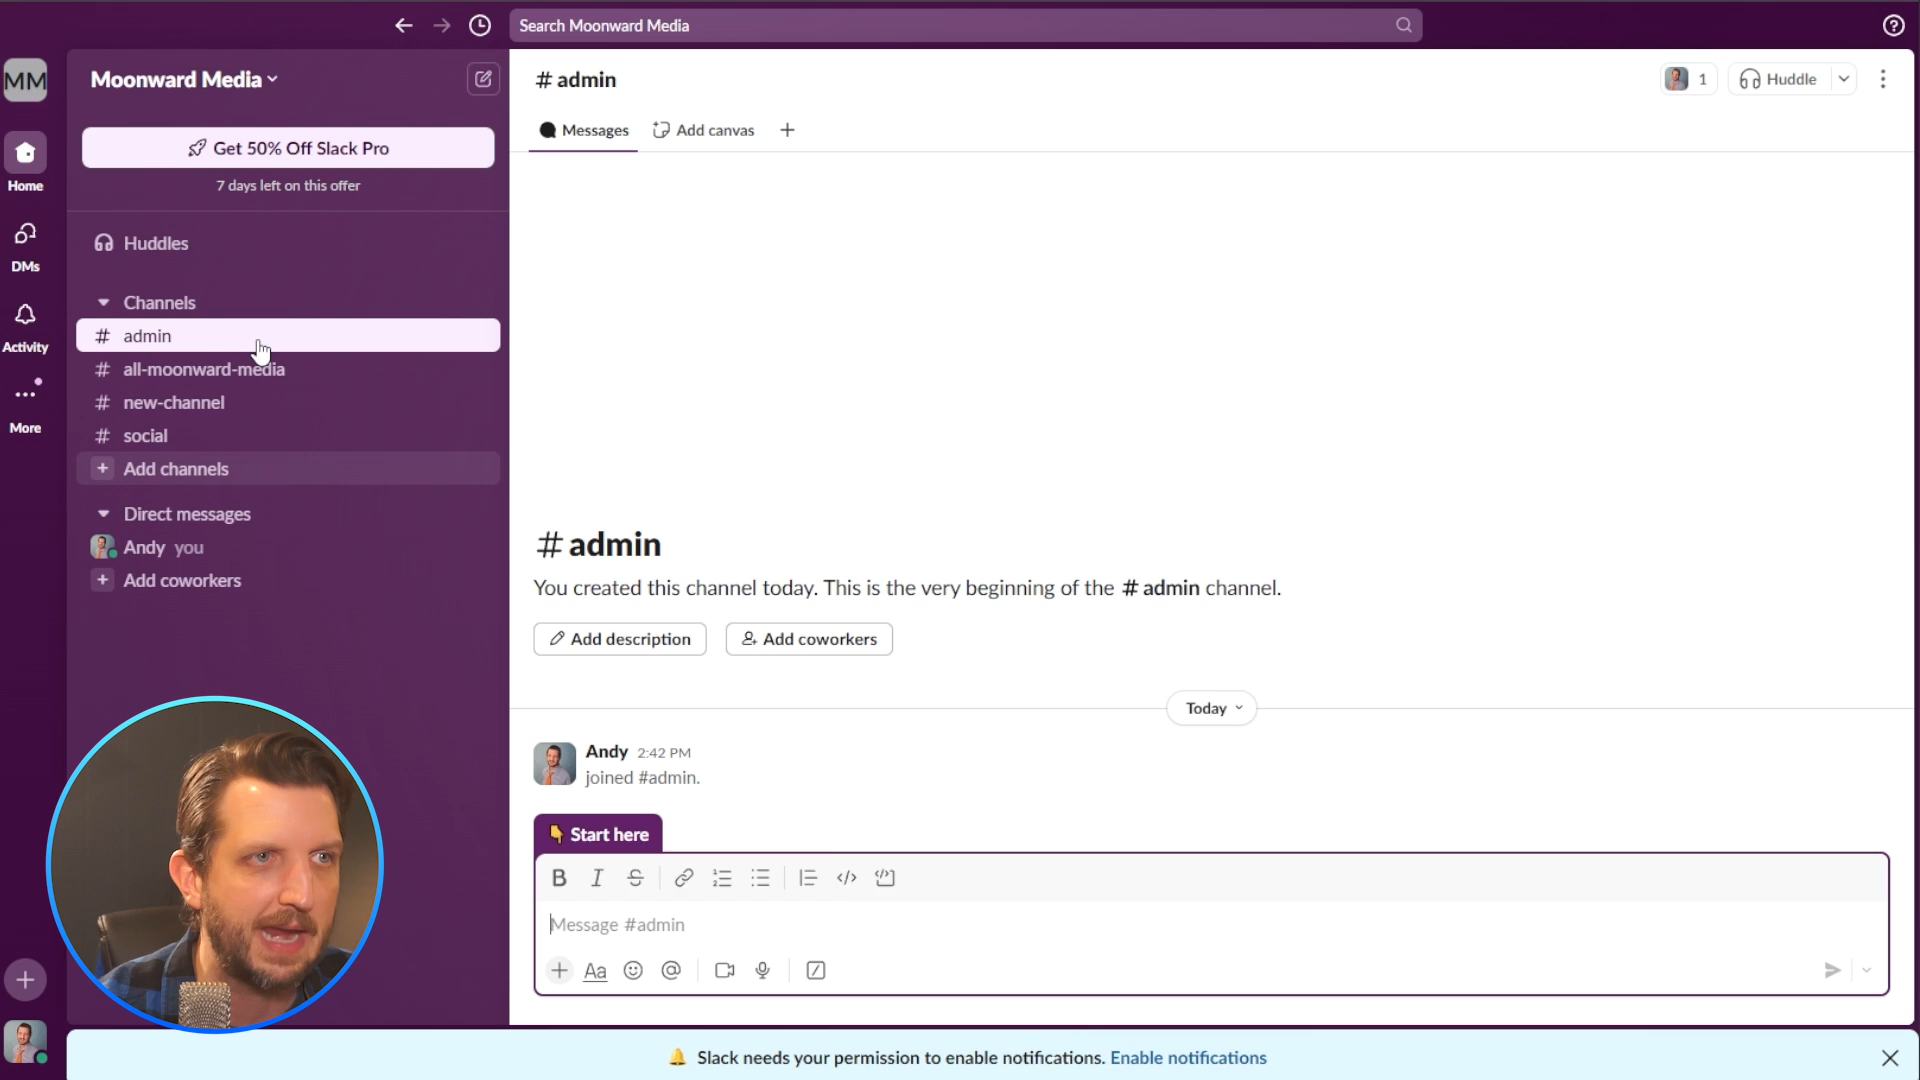 Search Moonward Media
MM
Moonward Media
# admin
1
Huddle
Messages
Add canvas
Get 50% Off Slack Pro
7 days left on this offer
Home
DMs
Activity
More
Huddles
Channels
# admin
# all-moonward-media
# new-channel
# social
+ Add channels
Direct messages
Andy you
+ Add coworkers
# admin
You created this channel today. This is the very beginning of the # admin channel.
Add description
Add coworkers
Today
Andy 2:42 PM
joined #admin.
Start here
Message #admin
Aa
Slack needs your permission to enable notifications. Enable notifications